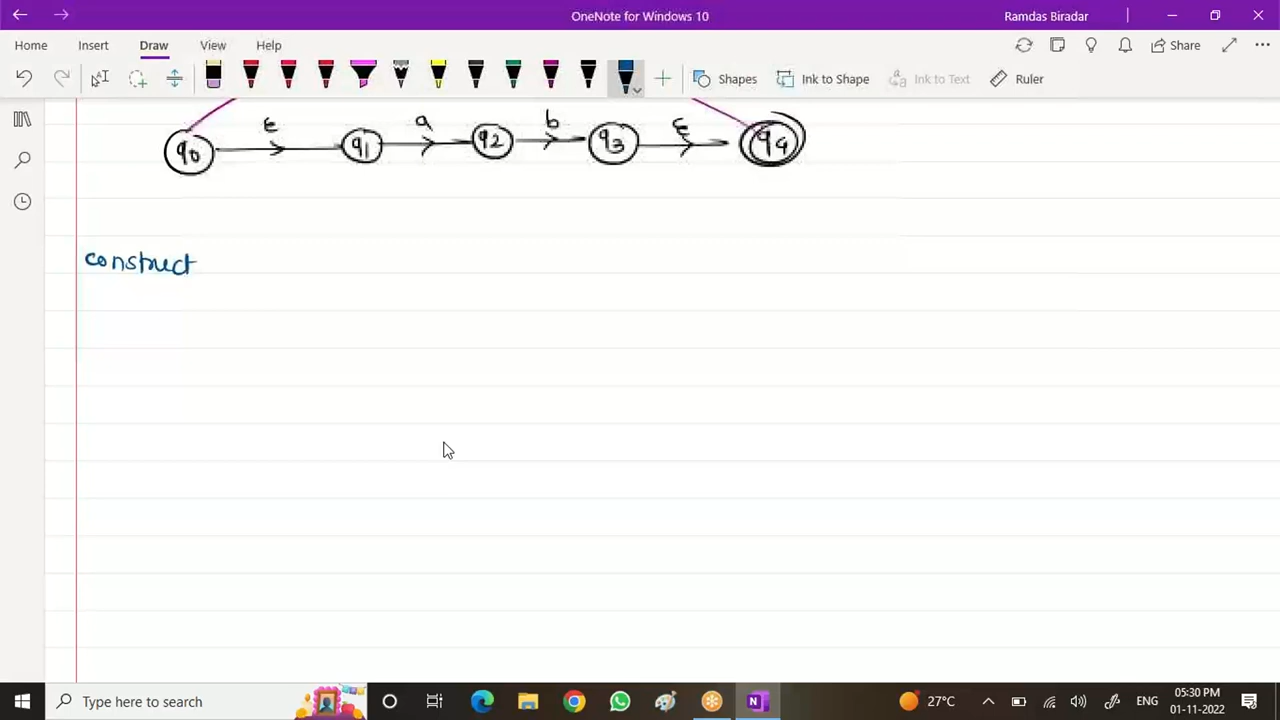 OneNote for Windows 10
Ramdas Biradar
Home Insert Draw View Help
Share
Shapes Ink to Shape Ink to Text Ruler
ε a b ε
q0 q1 q2 q3 q4
construct
Type here to search
27°C
ENG
05:30 PM
01-11-2022